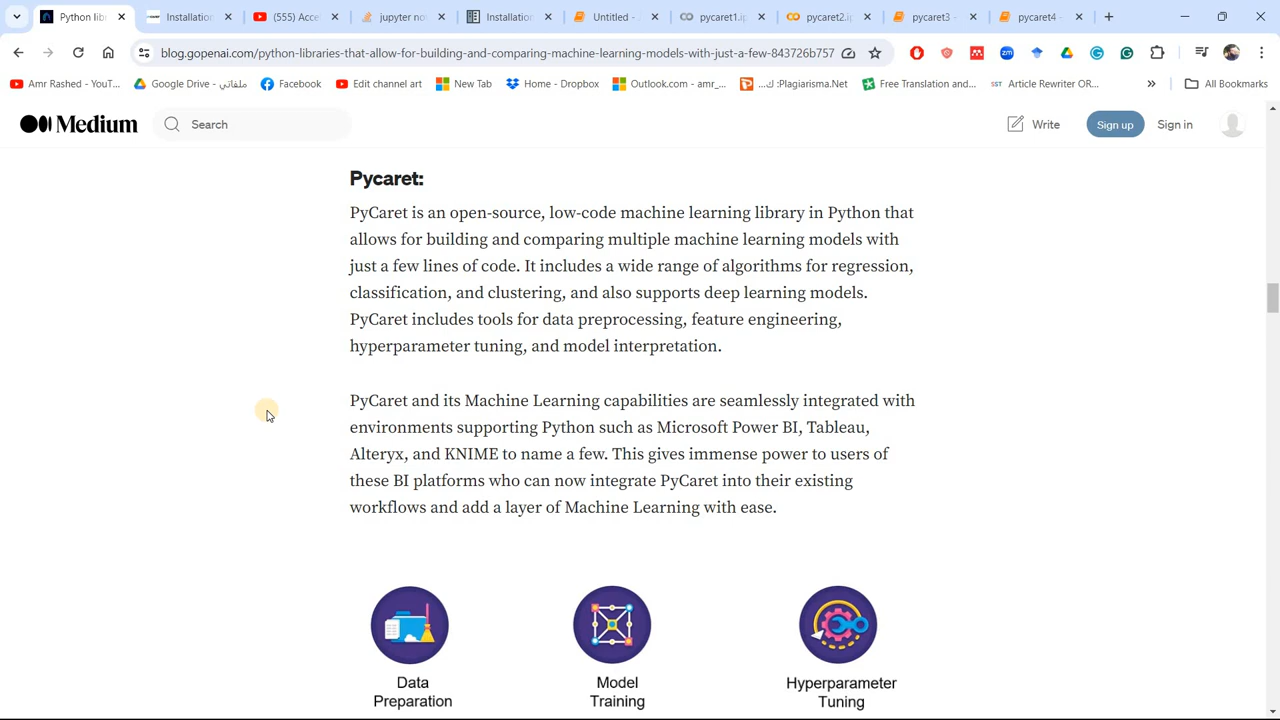 Python lib
Installation
(555) Acce
jupyter no
Installation
Untitled -
pycaret1.i
pycaret2.ip
pycaret3 -
pycaret4 -
blog.gopenai.com/python-libraries-that-allow-for-building-and-comparing-machine-learning-models-with-just-a-few-843726b757
Amr Rashed - YouT...
Google Drive - ملفاتي
Facebook
Edit channel art
New Tab
Home - Dropbox
Outlook.com - amr_...
Plagiarisma.Net: ك...
Free Translation and...
SST Article Rewriter OR...
All Bookmarks
Medium
Search
Write
Sign up
Sign in
Pycaret:
PyCaret is an open-source, low-code machine learning library in Python that
allows for building and comparing multiple machine learning models with
just a few lines of code. It includes a wide range of algorithms for regression,
classification, and clustering, and also supports deep learning models.
PyCaret includes tools for data preprocessing, feature engineering,
hyperparameter tuning, and model interpretation.
PyCaret and its Machine Learning capabilities are seamlessly integrated with
environments supporting Python such as Microsoft Power BI, Tableau,
Alteryx, and KNIME to name a few. This gives immense power to users of
these BI platforms who can now integrate PyCaret into their existing
workflows and add a layer of Machine Learning with ease.
Data
Preparation
Model
Training
Hyperparameter
Tuning